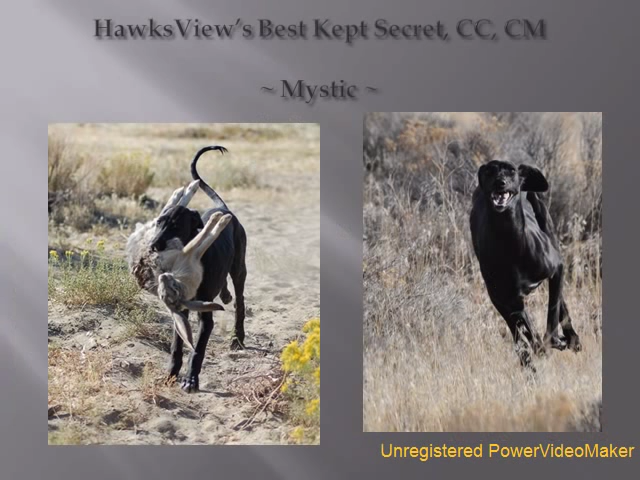 HawksView’s Best Kept Secret, CC, CM
~ Mystic ~
Unregistered PowerVideoMaker